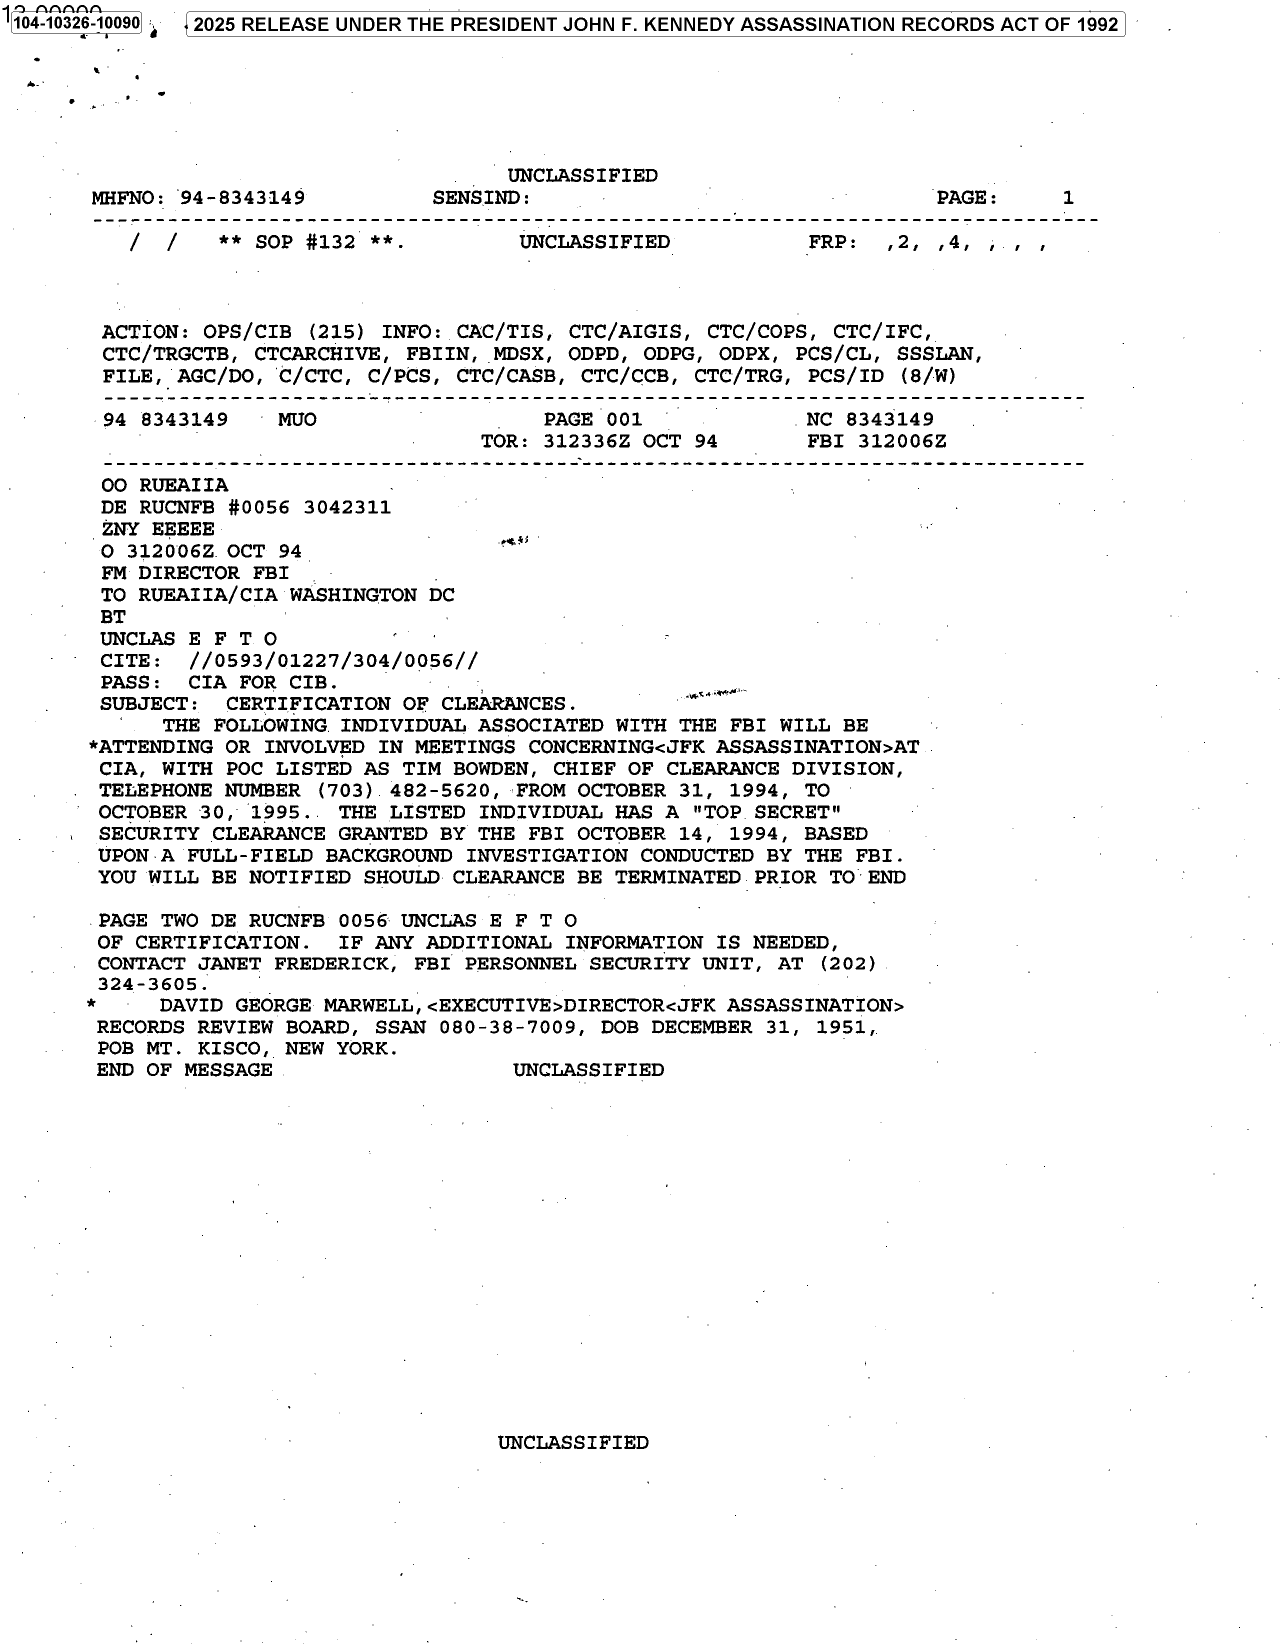 104-10326-10090
2025 RELEASE UNDER THE PRESIDENT JOHN F. KENNEDY ASSASSINATION RECORDS ACT OF 1992
UNCLASSIFIED
MHFNO: 94-8343149 SENSIND: PAGE: 1
--------------------------------------------------------------------------------
/ / ** SOP #132 **. UNCLASSIFIED FRP: ,2, ,4, , , ,
ACTION: OPS/CIB (215) INFO: CAC/TIS, CTC/AIGIS, CTC/COPS, CTC/IFC,
CTC/TRGCTB, CTCARCHIVE, FBIIN, MDSX, ODPD, ODPG, ODPX, PCS/CL, SSSLAN,
FILE, AGC/DO, C/CTC, C/PCS, CTC/CASB, CTC/CCB, CTC/TRG, PCS/ID (8/W)
------------------------------------------------------------------------------
94 8343149 MUO PAGE 001 NC 8343149
TOR: 312336Z OCT 94 FBI 312006Z
------------------------------------------------------------------------------
OO RUEAIIA
DE RUCNFB #0056 3042311
ZNY EEEEE
O 312006Z OCT 94
FM DIRECTOR FBI
TO RUEAIIA/CIA WASHINGTON DC
BT
UNCLAS E F T O
CITE: //0593/01227/304/0056//
PASS: CIA FOR CIB.
SUBJECT: CERTIFICATION OF CLEARANCES.
THE FOLLOWING INDIVIDUAL ASSOCIATED WITH THE FBI WILL BE
*ATTENDING OR INVOLVED IN MEETINGS CONCERNING<JFK ASSASSINATION>AT
CIA, WITH POC LISTED AS TIM BOWDEN, CHIEF OF CLEARANCE DIVISION,
TELEPHONE NUMBER (703) 482-5620, FROM OCTOBER 31, 1994, TO
OCTOBER 30, 1995. THE LISTED INDIVIDUAL HAS A "TOP SECRET"
SECURITY CLEARANCE GRANTED BY THE FBI OCTOBER 14, 1994, BASED
UPON A FULL-FIELD BACKGROUND INVESTIGATION CONDUCTED BY THE FBI.
YOU WILL BE NOTIFIED SHOULD CLEARANCE BE TERMINATED PRIOR TO END
PAGE TWO DE RUCNFB 0056 UNCLAS E F T O
OF CERTIFICATION. IF ANY ADDITIONAL INFORMATION IS NEEDED,
CONTACT JANET FREDERICK, FBI PERSONNEL SECURITY UNIT, AT (202)
324-3605.
* DAVID GEORGE MARWELL,<EXECUTIVE>DIRECTOR<JFK ASSASSINATION>
RECORDS REVIEW BOARD, SSAN 080-38-7009, DOB DECEMBER 31, 1951,
POB MT. KISCO, NEW YORK.
END OF MESSAGE UNCLASSIFIED
UNCLASSIFIED